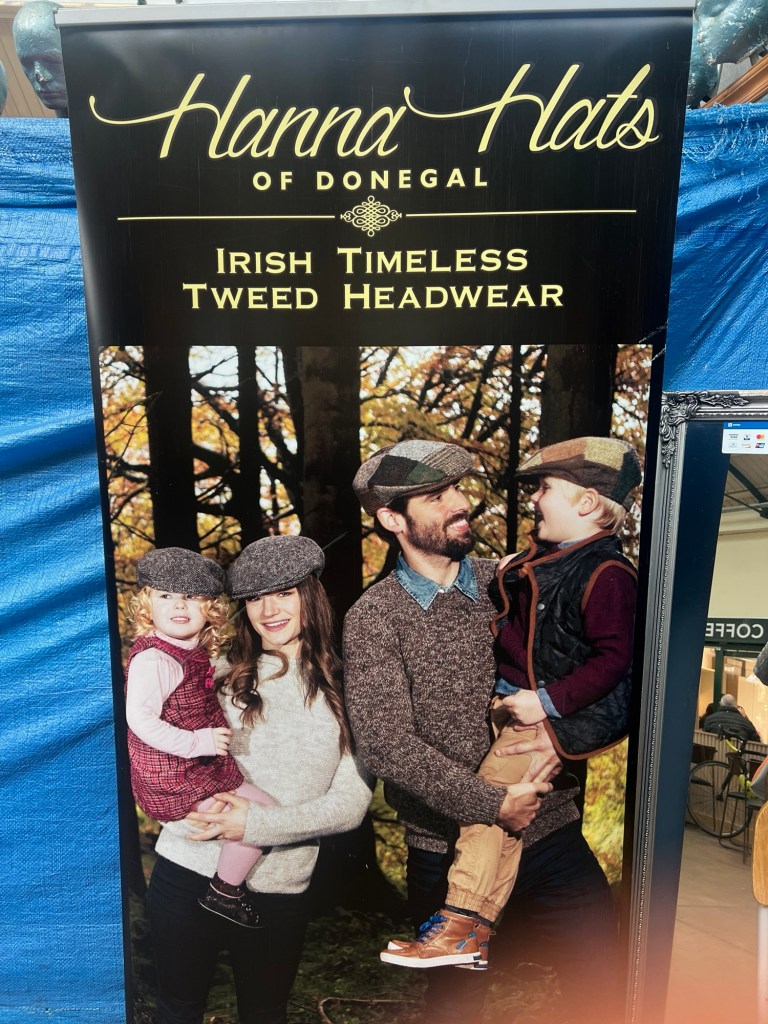 Hanna Hats
OF DONEGAL
IRISH TIMELESS
TWEED HEADWEAR
COFFE